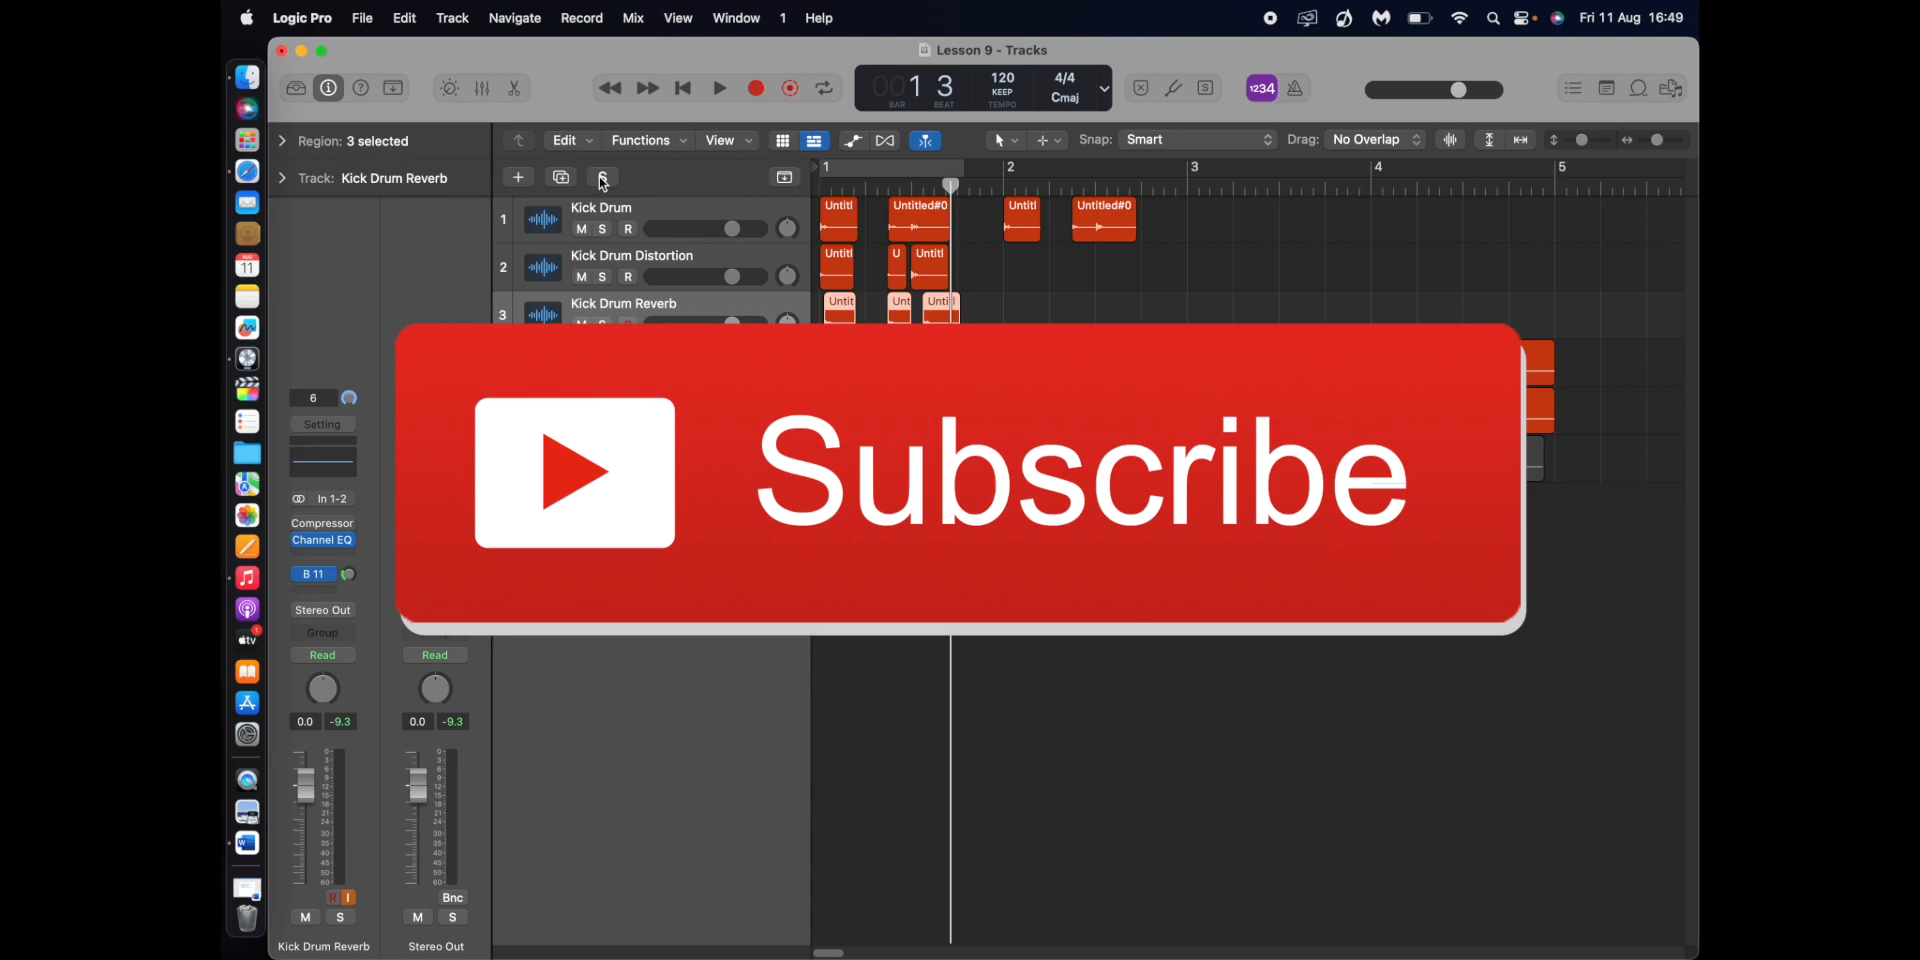 Logic Pro File Edit Track Navigate Record Mix View Window 1 Help Fri 11 Aug 16:49
Lesson 9 - Tracks
001 3 120 4/4
KEEP Cmaj 1234
BAR BEAT TEMPO
Region: 3 selected
Edit Functions View Snap: Smart Drag: No Overlap
Track: Kick Drum Reverb
S
1 2 3 4 5
1 Kick Drum
M S R
Untitl Untitled#0 Untitl Untitled#0
2 Kick Drum Distortion
M S R
Untitl U Untitl
3 Kick Drum Reverb
Untit Unt Untitl
Subscribe
6
Setting
In 1-2
Compressor
Channel EQ
B 11
Stereo Out
Group
Read Read
0.0 -9.3 0.0 -9.3
R I Bnc
M S M S
Kick Drum Reverb Stereo Out